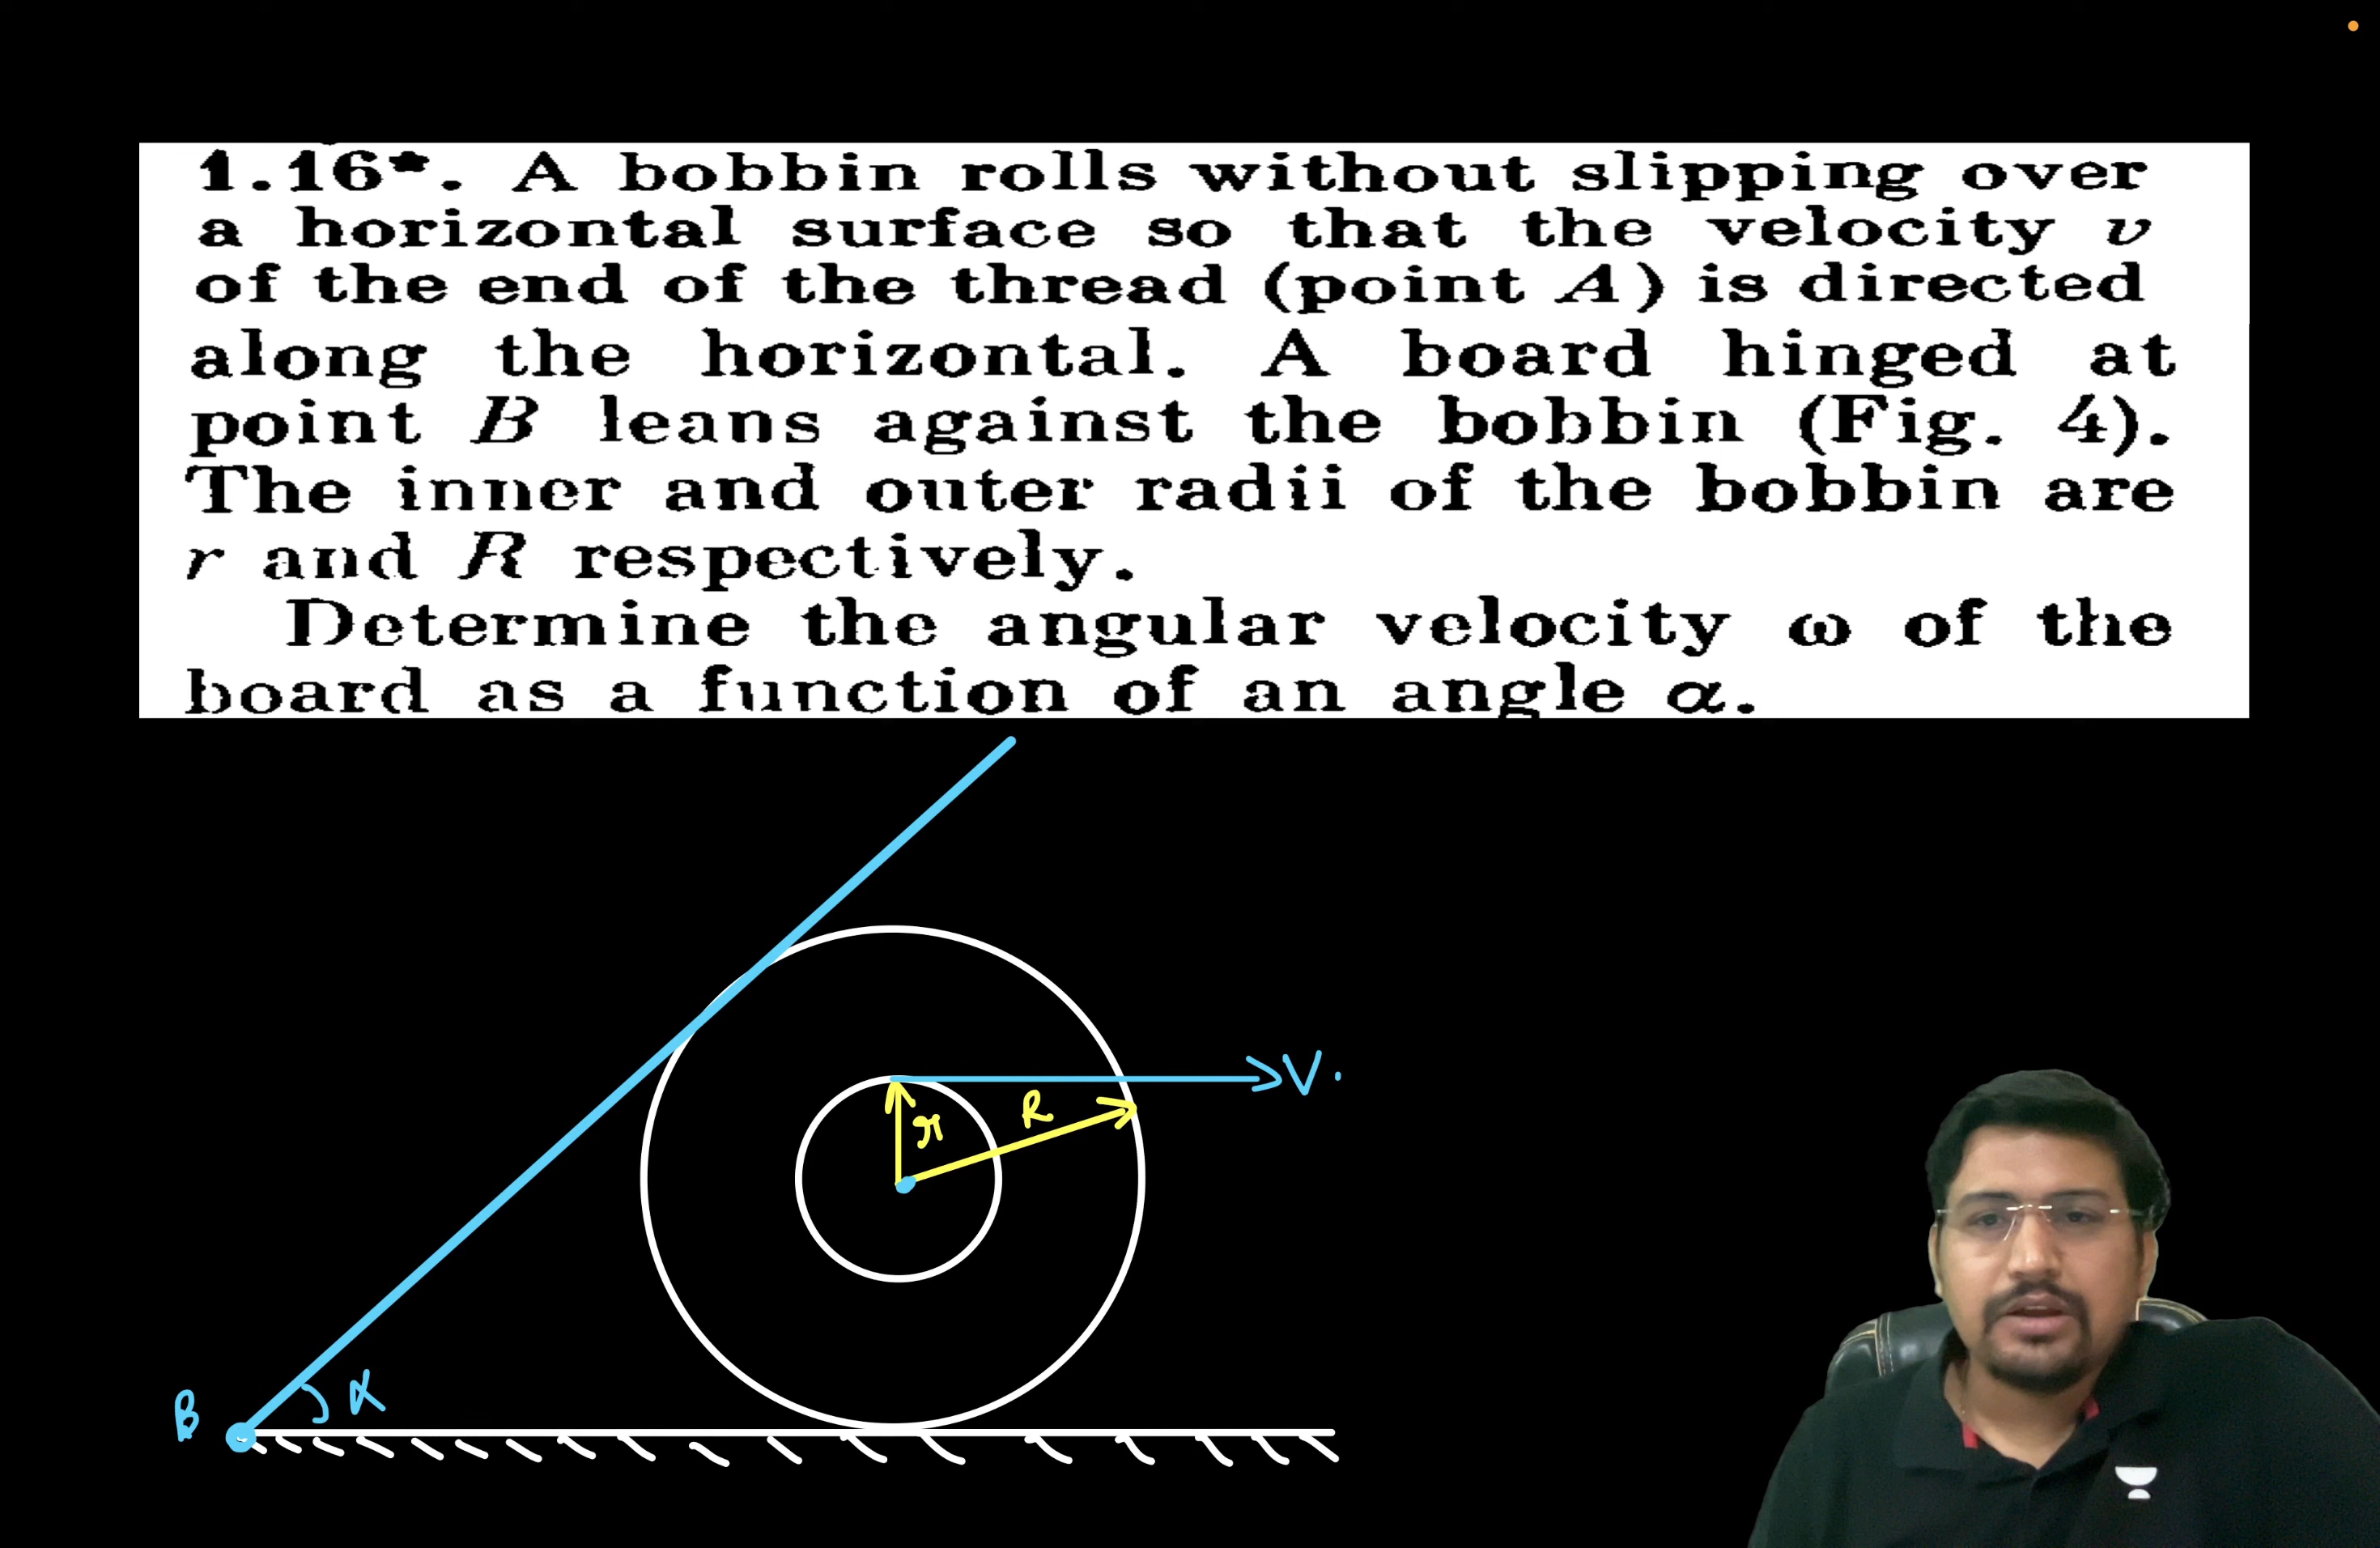 1.16*. A bobbin rolls without slipping over
a horizontal surface so that the velocity v
of the end of the thread (point A) is directed
along the horizontal. A board hinged at
point B leans against the bobbin (Fig. 4).
The inner and outer radii of the bobbin are
r and R respectively.
Determine the angular velocity ω of the
board as a function of an angle α.
V.
R
r
α
B